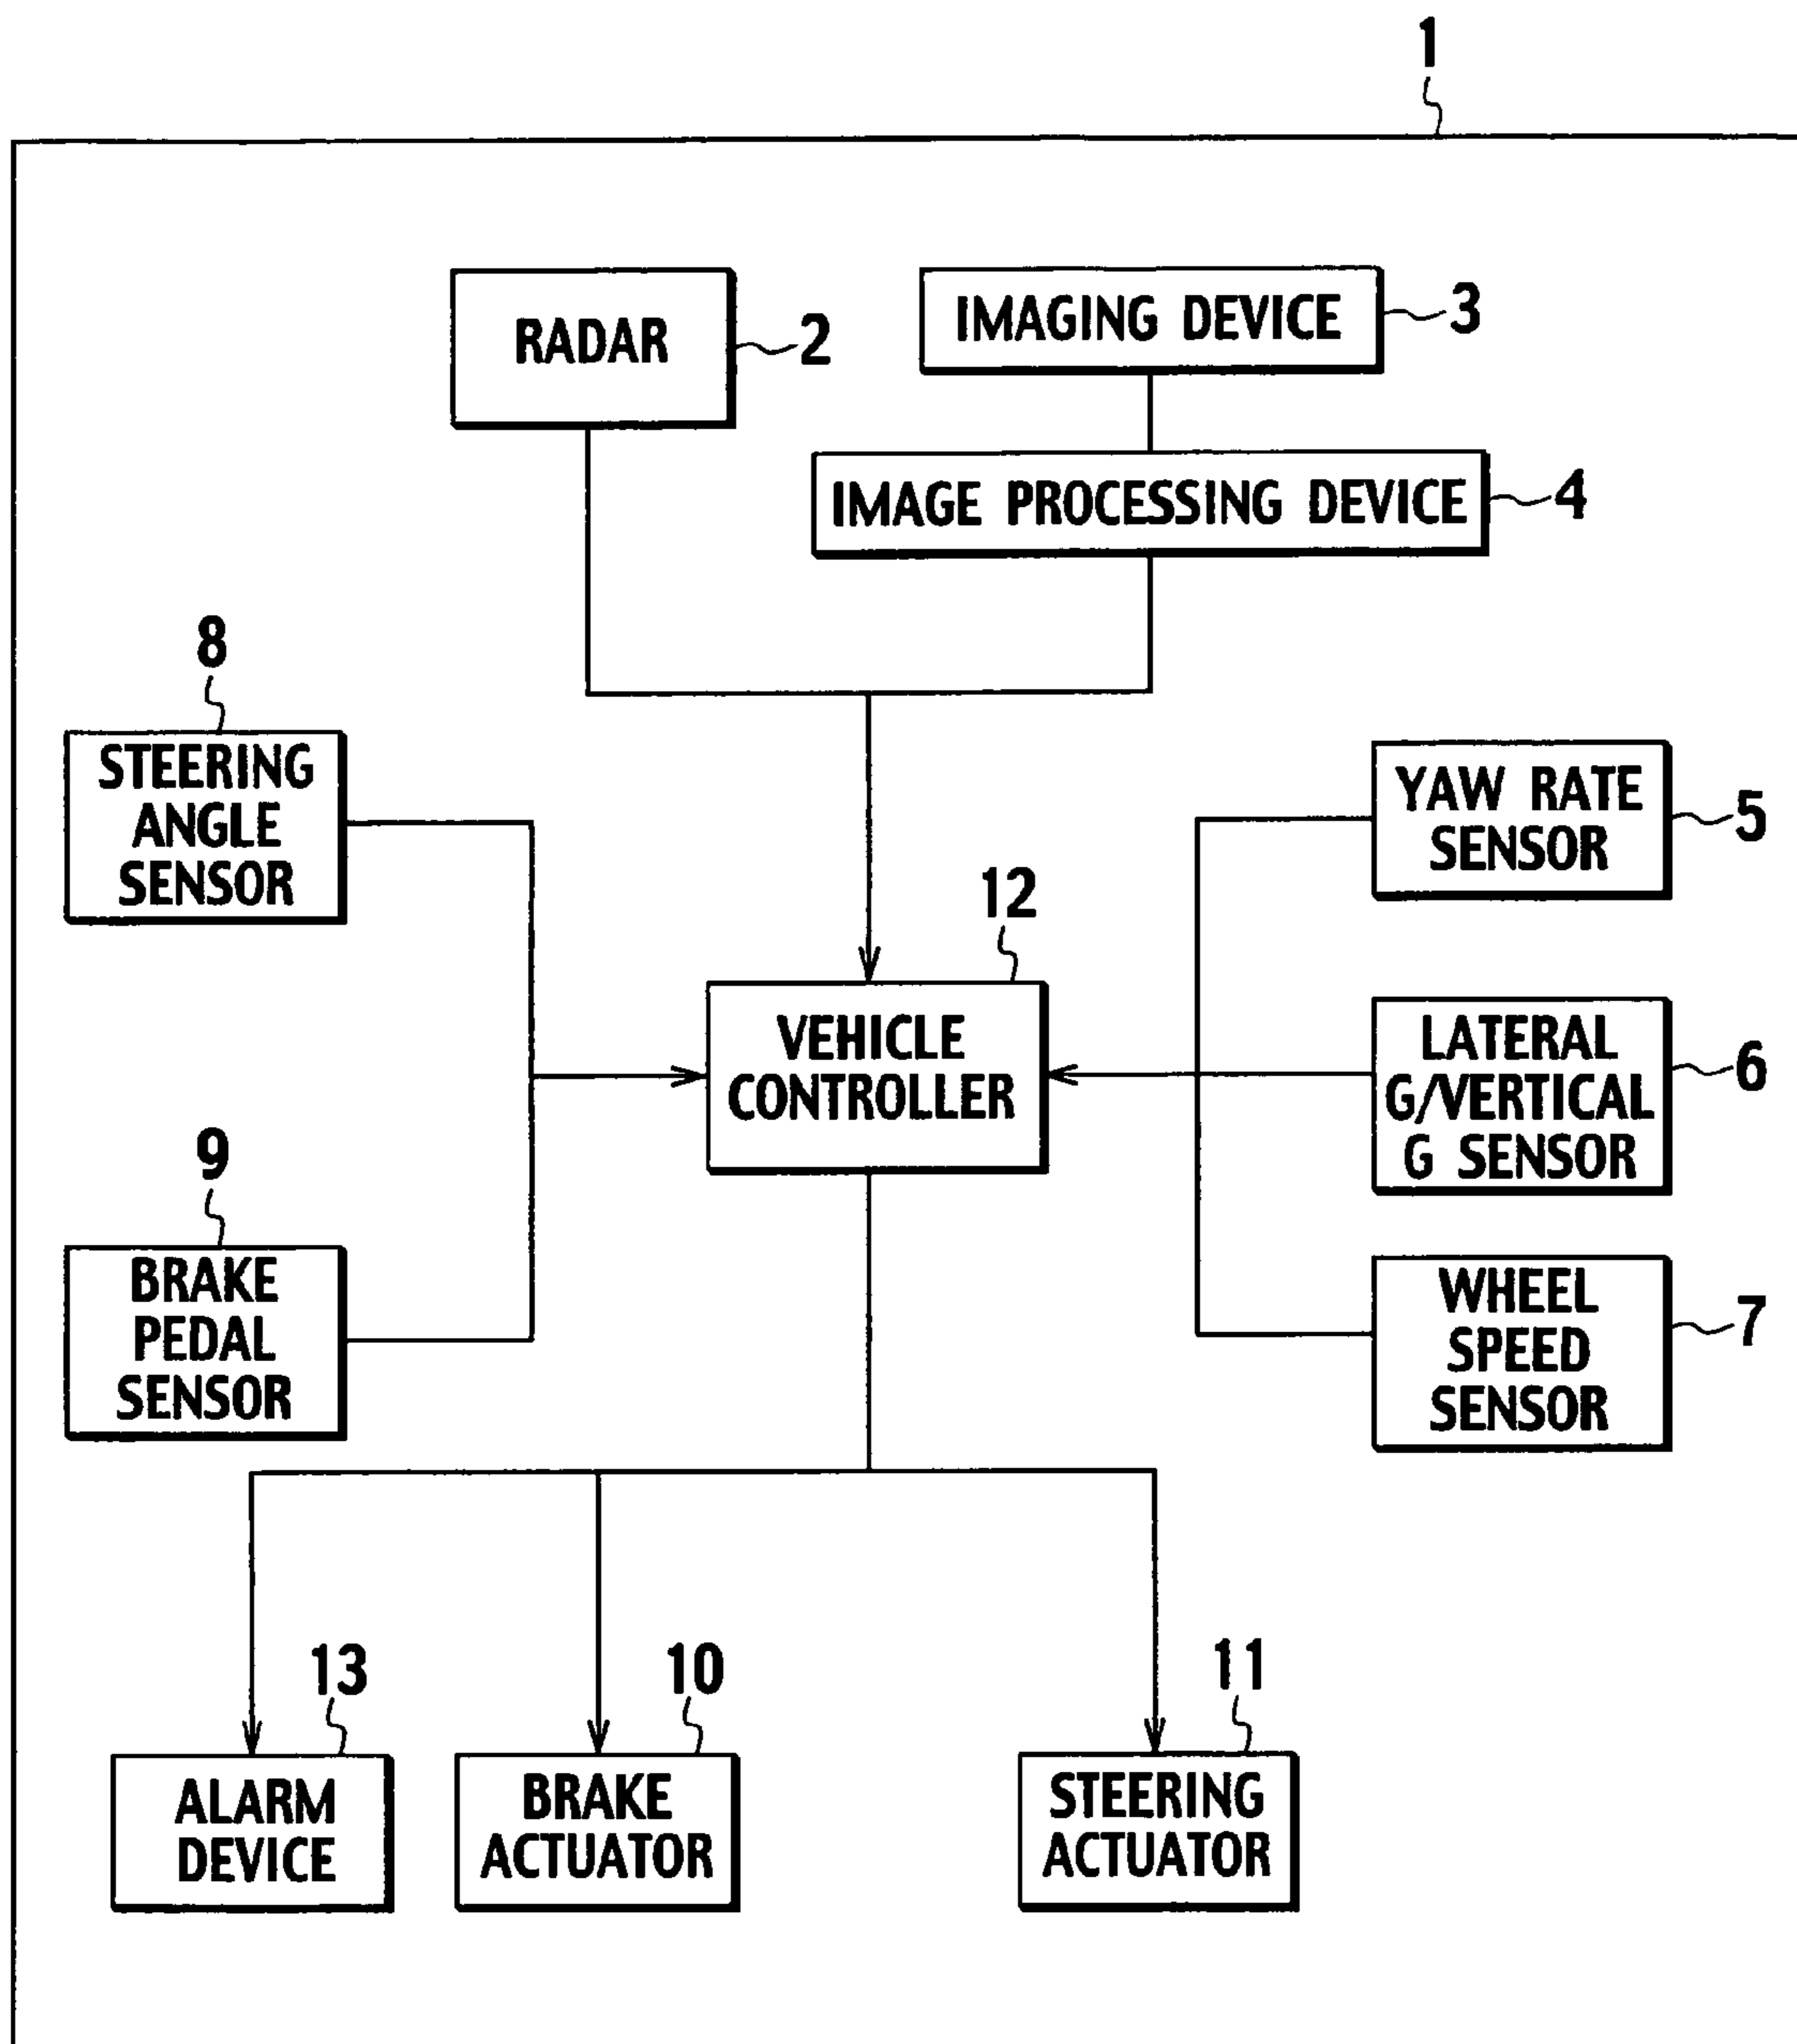 1
RADAR
2
IMAGING DEVICE
3
IMAGE PROCESSING DEVICE
4
8
STEERING
ANGLE
SENSOR
YAW RATE
SENSOR
5
12
VEHICLE
CONTROLLER
LATERAL
G/VERTICAL
G SENSOR
6
9
BRAKE
PEDAL
SENSOR
WHEEL
SPEED
SENSOR
7
13
ALARM
DEVICE
10
BRAKE
ACTUATOR
11
STEERING
ACTUATOR